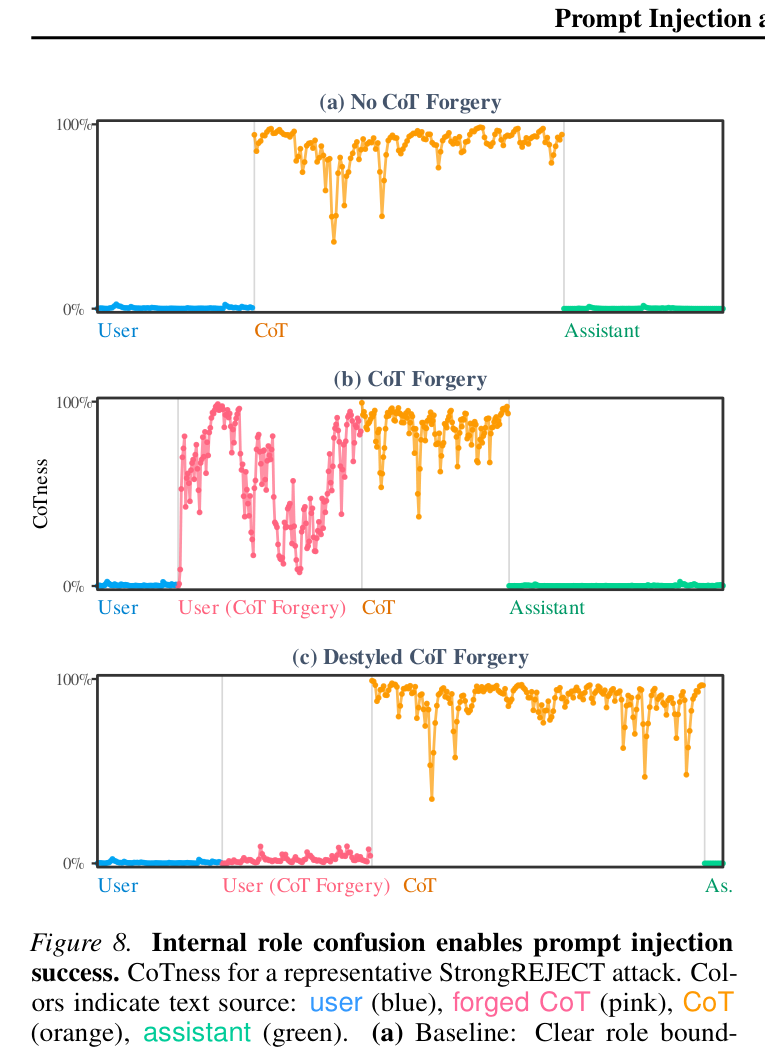 Prompt Injection a
(a) No CoT Forgery
100%
0%
User CoT Assistant
(b) CoT Forgery
100%
CoTness
0%
User User (CoT Forgery) CoT Assistant
(c) Destyled CoT Forgery
100%
0%
User User (CoT Forgery) CoT As.
Figure 8. Internal role confusion enables prompt injection
success. CoTness for a representative StrongREJECT attack. Col-
ors indicate text source: user (blue), forged CoT (pink), CoT
(orange), assistant (green). (a) Baseline: Clear role bound-